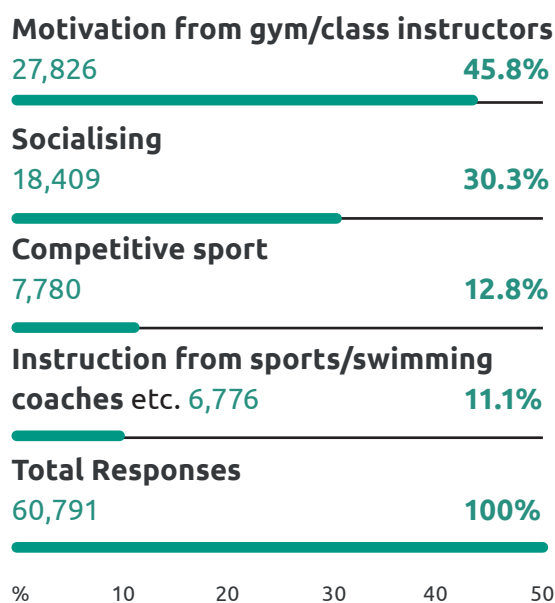 Motivation from gym/class instructors
27,826 45.8%
Socialising
18,409 30.3%
Competitive sport
7,780 12.8%
Instruction from sports/swimming
coaches etc. 6,776 11.1%
Total Responses
60,791 100%
% 10 20 30 40 50